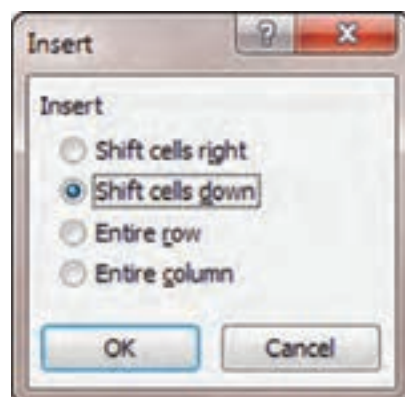 Insert
Insert
Shift cells right
Shift cells down
Entire row
Entire column
OK
Cancel